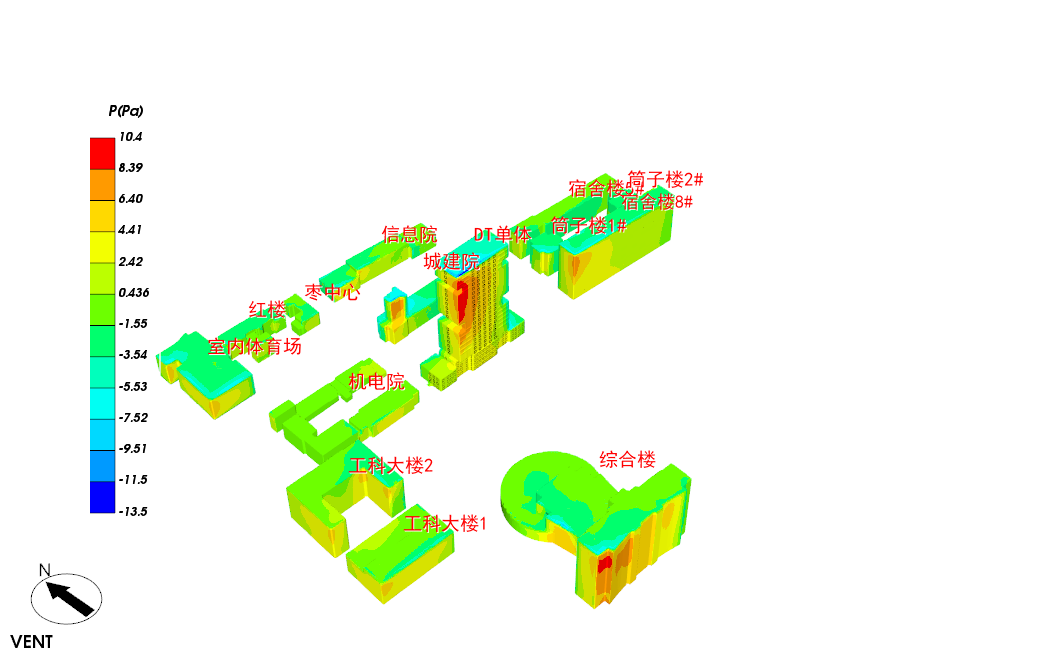 P(Pa)
10.4
8.39
6.40
4.41
2.42
0.436
-1.55
-3.54
-5.53
-7.52
-9.51
-11.5
-13.5
筒子楼2#
宿舍楼8#
筒子楼1#
信息院
DT单体
城建院
枣中心
红楼
室内体育场
机电院
综合楼
工科大楼2
工科大楼1
N
VENT